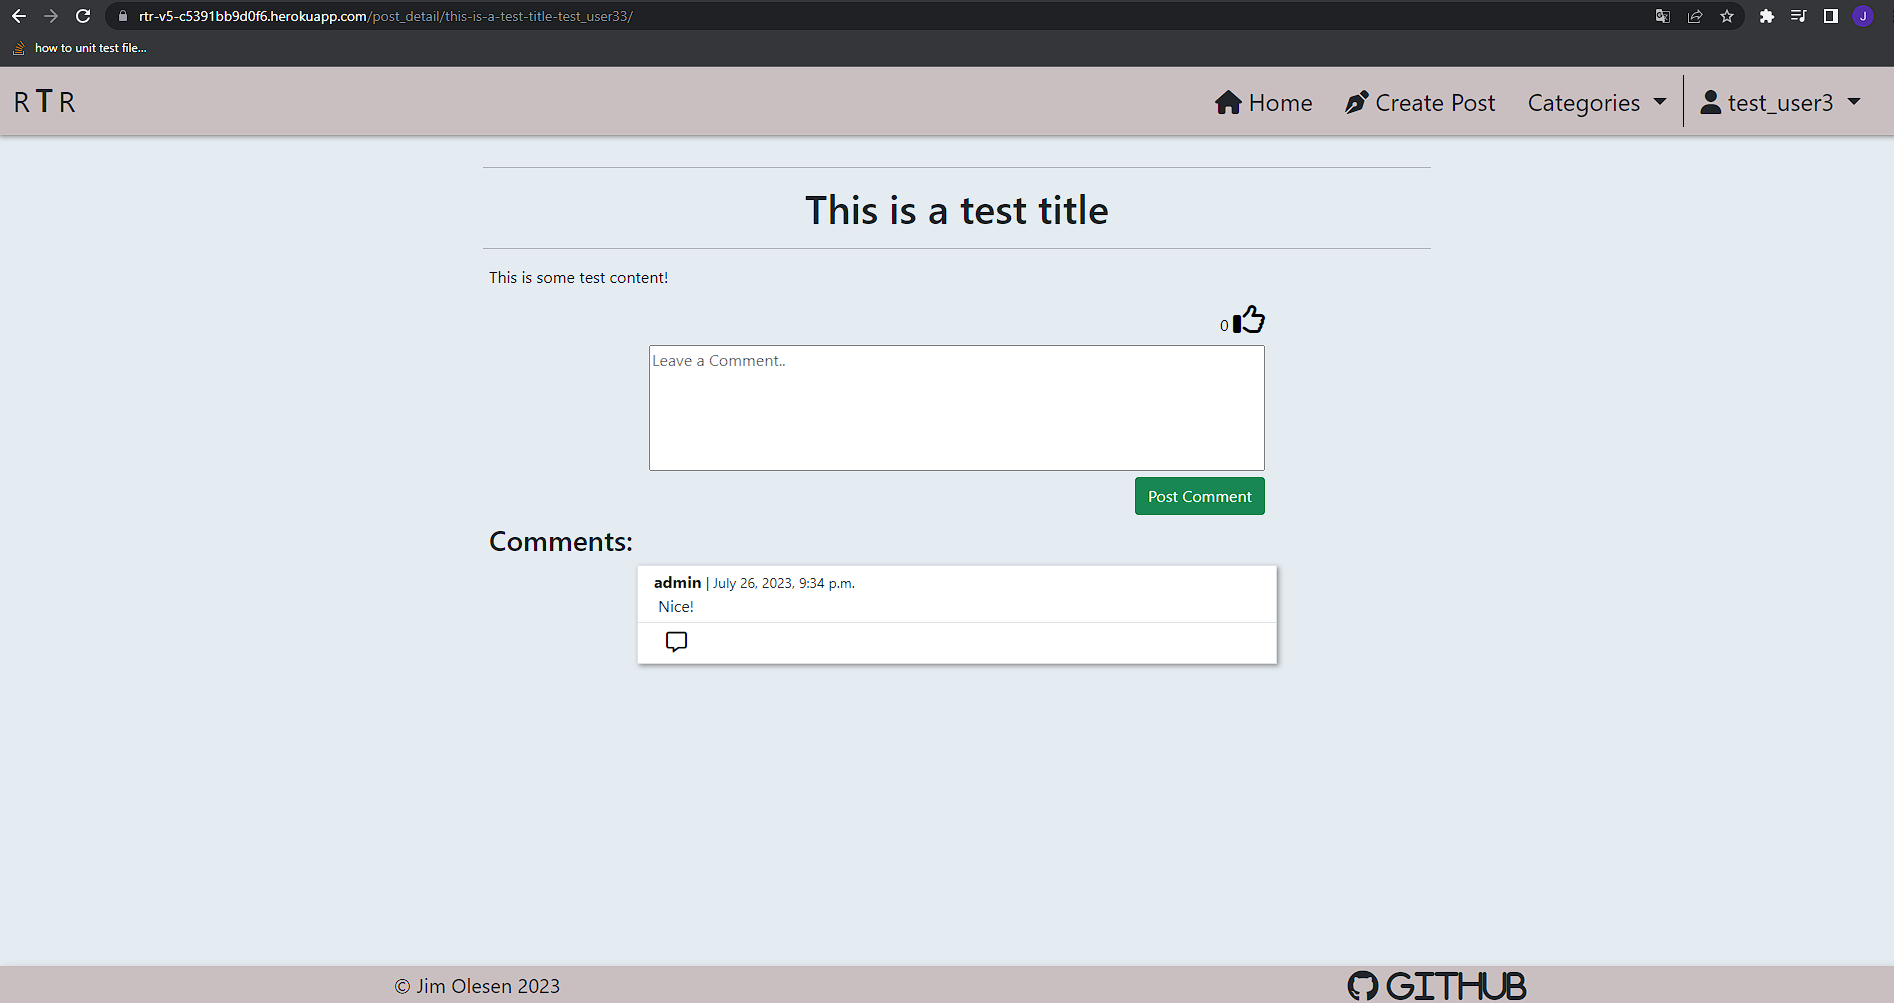 rtr-v5-c5391bb9d0f6.herokuapp.com/post_detail/this-is-a-test-title-test_user33/
J
how to unit test file...
R T R
Home
Create Post
Categories
test_user3
This is a test title
This is some test content!
0
Leave a Comment..
Post Comment
Comments:
admin | July 26, 2023, 9:34 p.m.
Nice!
© Jim Olesen 2023
GITHUB